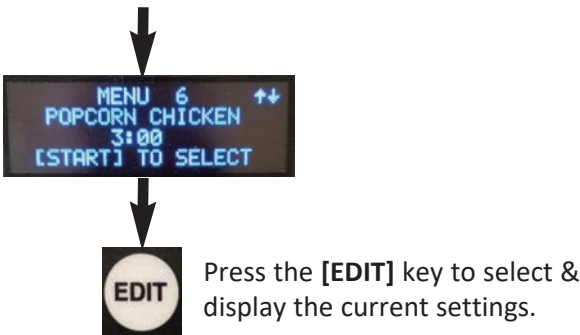 MENU 6 ↑↓
POPCORN CHICKEN
3:00
[START] TO SELECT
EDIT
Press the [EDIT] key to select &
display the current settings.